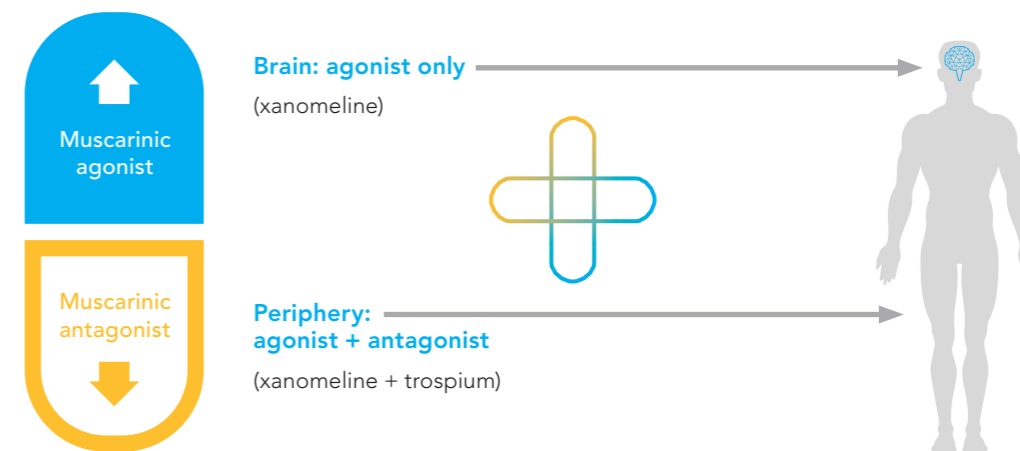 Muscarinic
agonist
Brain: agonist only
(xanomeline)
Muscarinic
antagonist
Periphery:
agonist + antagonist
(xanomeline + trospium)